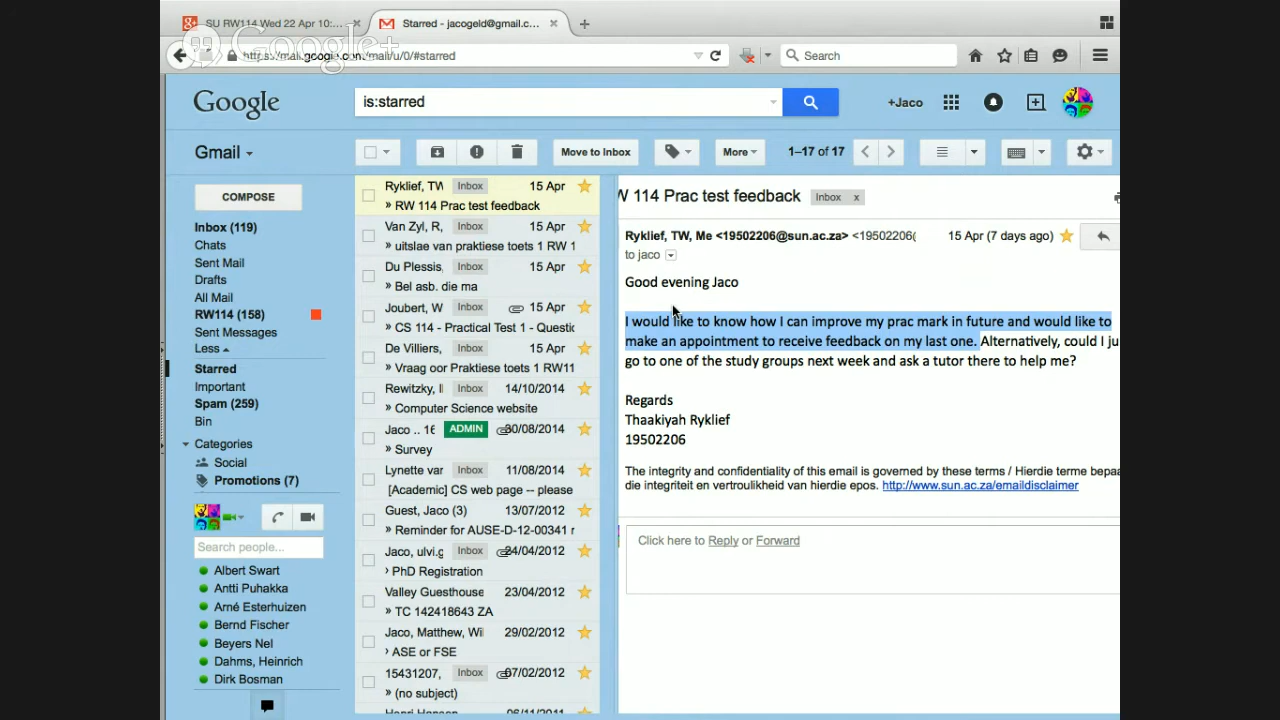 SU RW114 Wed 22 Apr 10:...
Starred - jacogeld@gmail.c...
Google+
google.com/mail/u/0/#starred
Search
Google
is:starred
+Jaco
Gmail
Move to Inbox
More
1–17 of 17
COMPOSE
Inbox (119)
Chats
Sent Mail
Drafts
All Mail
RW114 (158)
Sent Messages
Less
Starred
Important
Spam (259)
Bin
Categories
Social
Promotions (7)
Search people...
Albert Swart
Antti Puhakka
Arné Esterhuizen
Bernd Fischer
Beyers Nel
Dahms, Heinrich
Dirk Bosman
Ryklief, TW Inbox 15 Apr
» RW 114 Prac test feedback
Van Zyl, R, Inbox 15 Apr
» uitslae van praktiese toets 1 RW 1
Du Plessis, Inbox 15 Apr
» Bel asb. die ma
Joubert, W Inbox 15 Apr
» CS 114 - Practical Test 1 - Questic
De Villiers, Inbox 15 Apr
» Vraag oor Praktiese toets 1 RW11
Rewitzky, I Inbox 14/10/2014
» Computer Science website
Jaco .. 16 ADMIN 30/08/2014
» Survey
Lynette var Inbox 11/08/2014
[Academic] CS web page -- please
Guest, Jaco (3) 13/07/2012
» Reminder for AUSE-D-12-00341 r
Jaco, ulvi.g Inbox 24/04/2012
› PhD Registration
Valley Guesthouse 23/04/2012
» TC 142418643 ZA
Jaco, Matthew, Wil 29/02/2012
› ASE or FSE
15431207, Inbox 07/02/2012
» (no subject)
Henri Hansen 06/11/2011
W 114 Prac test feedback Inbox x
Ryklief, TW, Me <19502206@sun.ac.za> <19502206( 15 Apr (7 days ago)
to jaco
Good evening Jaco
I would like to know how I can improve my prac mark in future and would like to
make an appointment to receive feedback on my last one. Alternatively, could I ju
go to one of the study groups next week and ask a tutor there to help me?
Regards
Thaakiyah Ryklief
19502206
The integrity and confidentiality of this email is governed by these terms / Hierdie terme bepaa
die integriteit en vertroulikheid van hierdie epos. http://www.sun.ac.za/emaildisclaimer
Click here to Reply or Forward